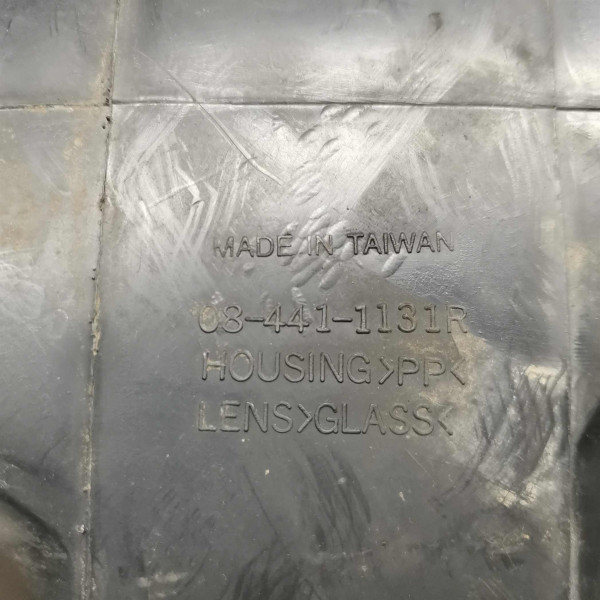 MADE IN TAIWAN
08-441-1131R
HOUSING>PP<
LENS>GLASS<